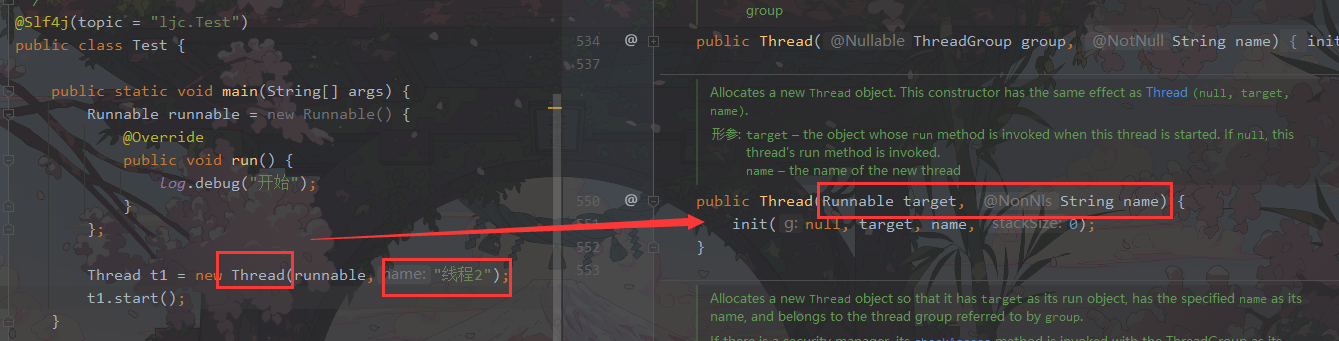 @Slf4j(topic = "ljc.Test")
public class Test {
public static void main(String[] args) {
Runnable runnable = new Runnable() {
@Override
public void run() {
log.debug("开始");
}
};
Thread t1 = new Thread(runnable, name: "线程2");
t1.start();
}
group
534 @ public Thread( @Nullable ThreadGroup group, @NotNull String name) { init
537
Allocates a new Thread object. This constructor has the same effect as Thread (null, target,
name).
形参: target – the object whose run method is invoked when this thread is started. If null, this
thread's run method is invoked.
name – the name of the new thread
550 @ public Thread(Runnable target, @NonNls String name) {
551 init( g: null, target, name, stackSize: 0);
552 }
553
Allocates a new Thread object so that it has target as its run object, has the specified name as its
name, and belongs to the thread group referred to by group.
If there is a security manager, its checkAccess method is invoked with the ThreadGroup as its